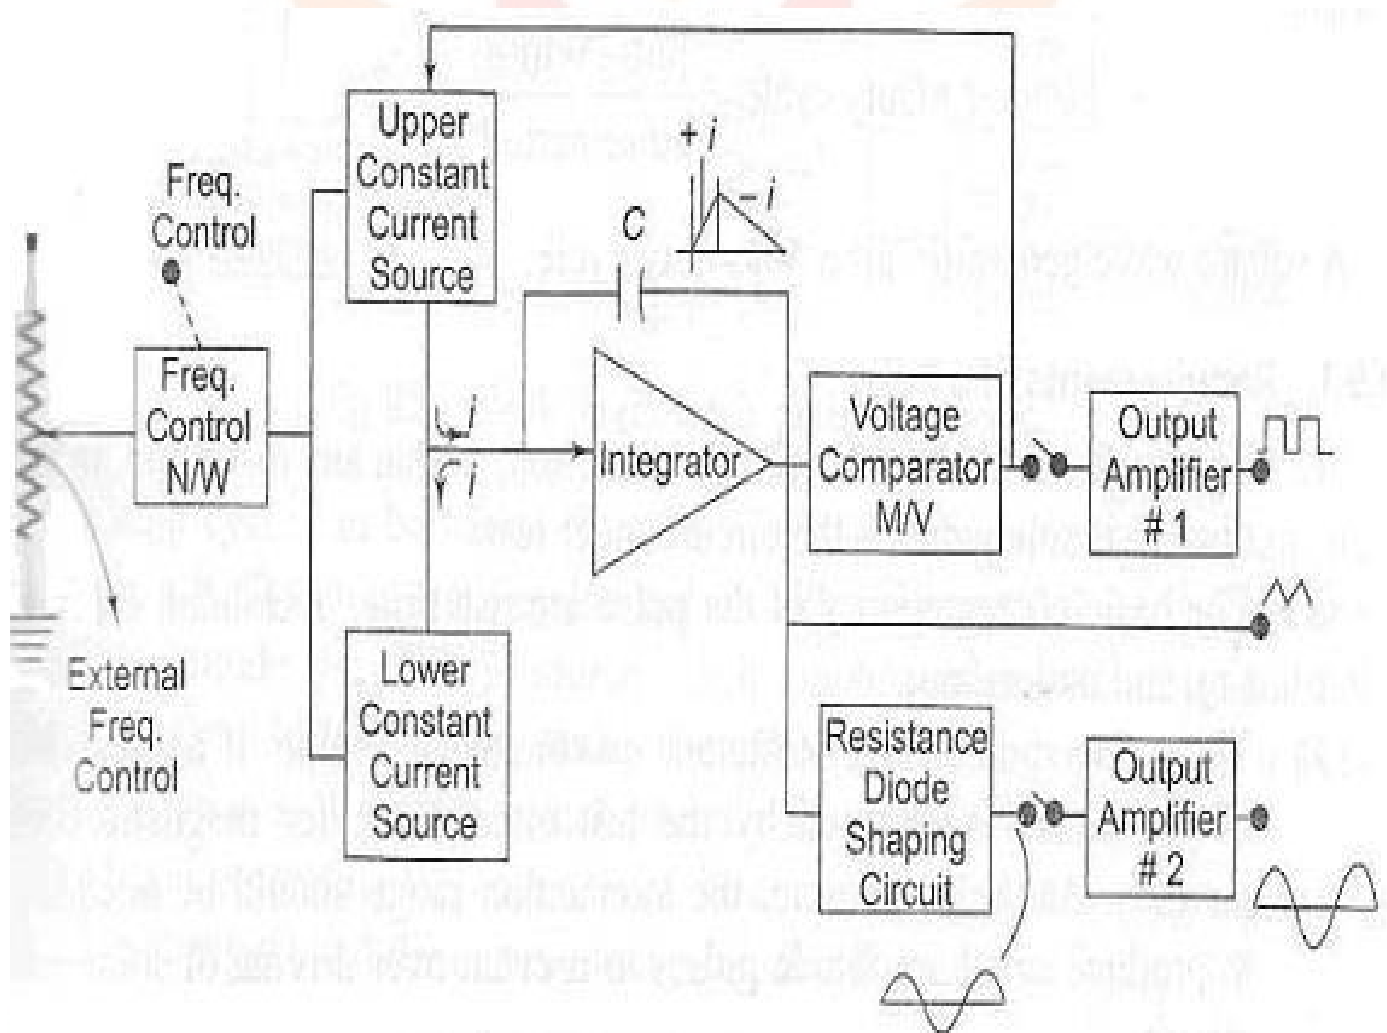 Upper
Constant
Current
Source
Freq.
Control
Freq.
Control
N/W
External
Freq.
Control
Lower
Constant
Current
Source
i
i
C
+ i
– i
Integrator
Voltage
Comparator
M/V
Output
Amplifier
# 1
Resistance
Diode
Shaping
Circuit
Output
Amplifier
# 2